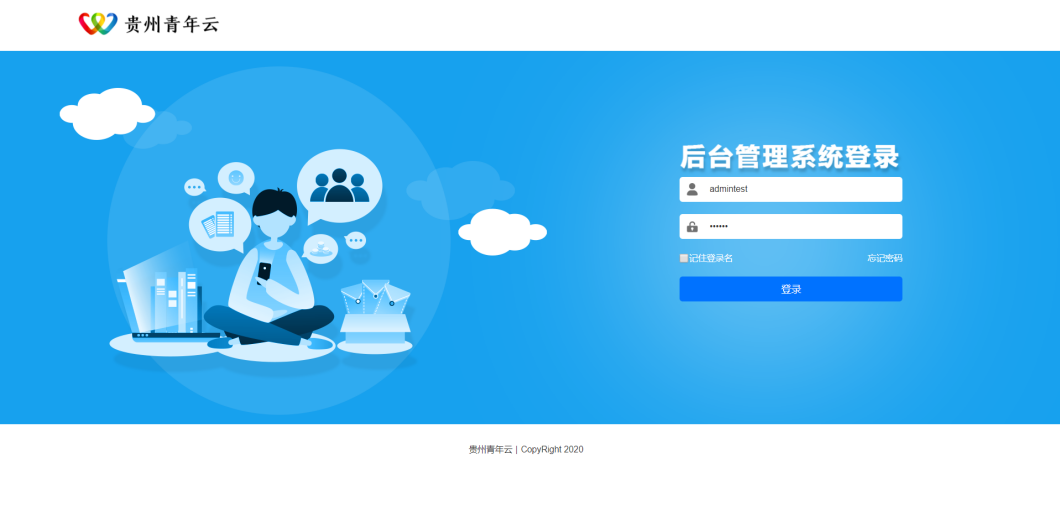 贵州青年云
后台管理系统登录
admintest
••••••
记住登录名
忘记密码
登录
贵州青年云 | CopyRight 2020